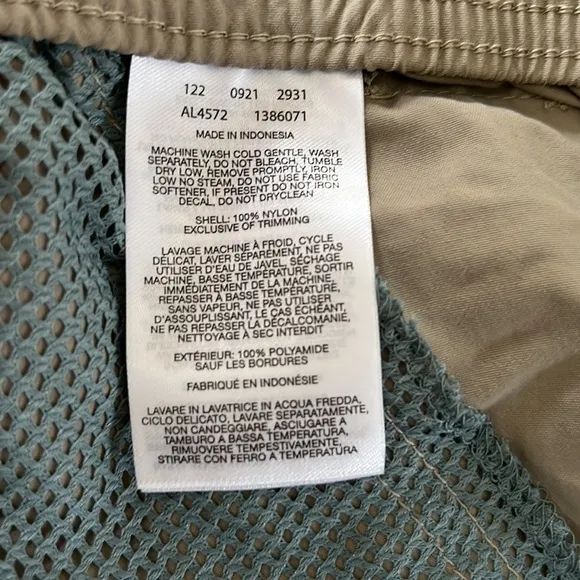 122 0921 2931
AL4572 1386071
MADE IN INDONESIA
MACHINE WASH COLD GENTLE, WASH
SEPARATELY, DO NOT BLEACH, TUMBLE
DRY LOW, REMOVE PROMPTLY, IRON
LOW NO STEAM, DO NOT USE FABRIC
SOFTENER, IF PRESENT DO NOT IRON
DECAL, DO NOT DRYCLEAN
SHELL: 100% NYLON
EXCLUSIVE OF TRIMMING
LAVAGE MACHINE À FROID, CYCLE
DÉLICAT, LAVER SÉPARÉMENT, NE PAS
UTILISER D'EAU DE JAVEL, SÉCHAGE
MACHINE, BASSE TEMPÉRATURE, SORTIR
IMMÉDIATEMENT DE LA MACHINE,
REPASSER À BASSE TEMPÉRATURE,
SANS VAPEUR, NE PAS UTILISER
D'ASSOUPLISSANT, LE CAS ÉCHÉANT,
NE PAS REPASSER LA DÉCALCOMANIE,
NETTOYAGE À SEC INTERDIT
EXTÉRIEUR: 100% POLYAMIDE
SAUF LES BORDURES
FABRIQUÉ EN INDONÉSIE
LAVARE IN LAVATRICE IN ACQUA FREDDA,
CICLO DELICATO, LAVARE SEPARATAMENTE,
NON CANDEGGIARE, ASCIUGARE A
TAMBURO A BASSA TEMPERATURA,
RIMUOVERE TEMPESTIVAMENTE,
STIRARE CON FERRO A TEMPERATURA